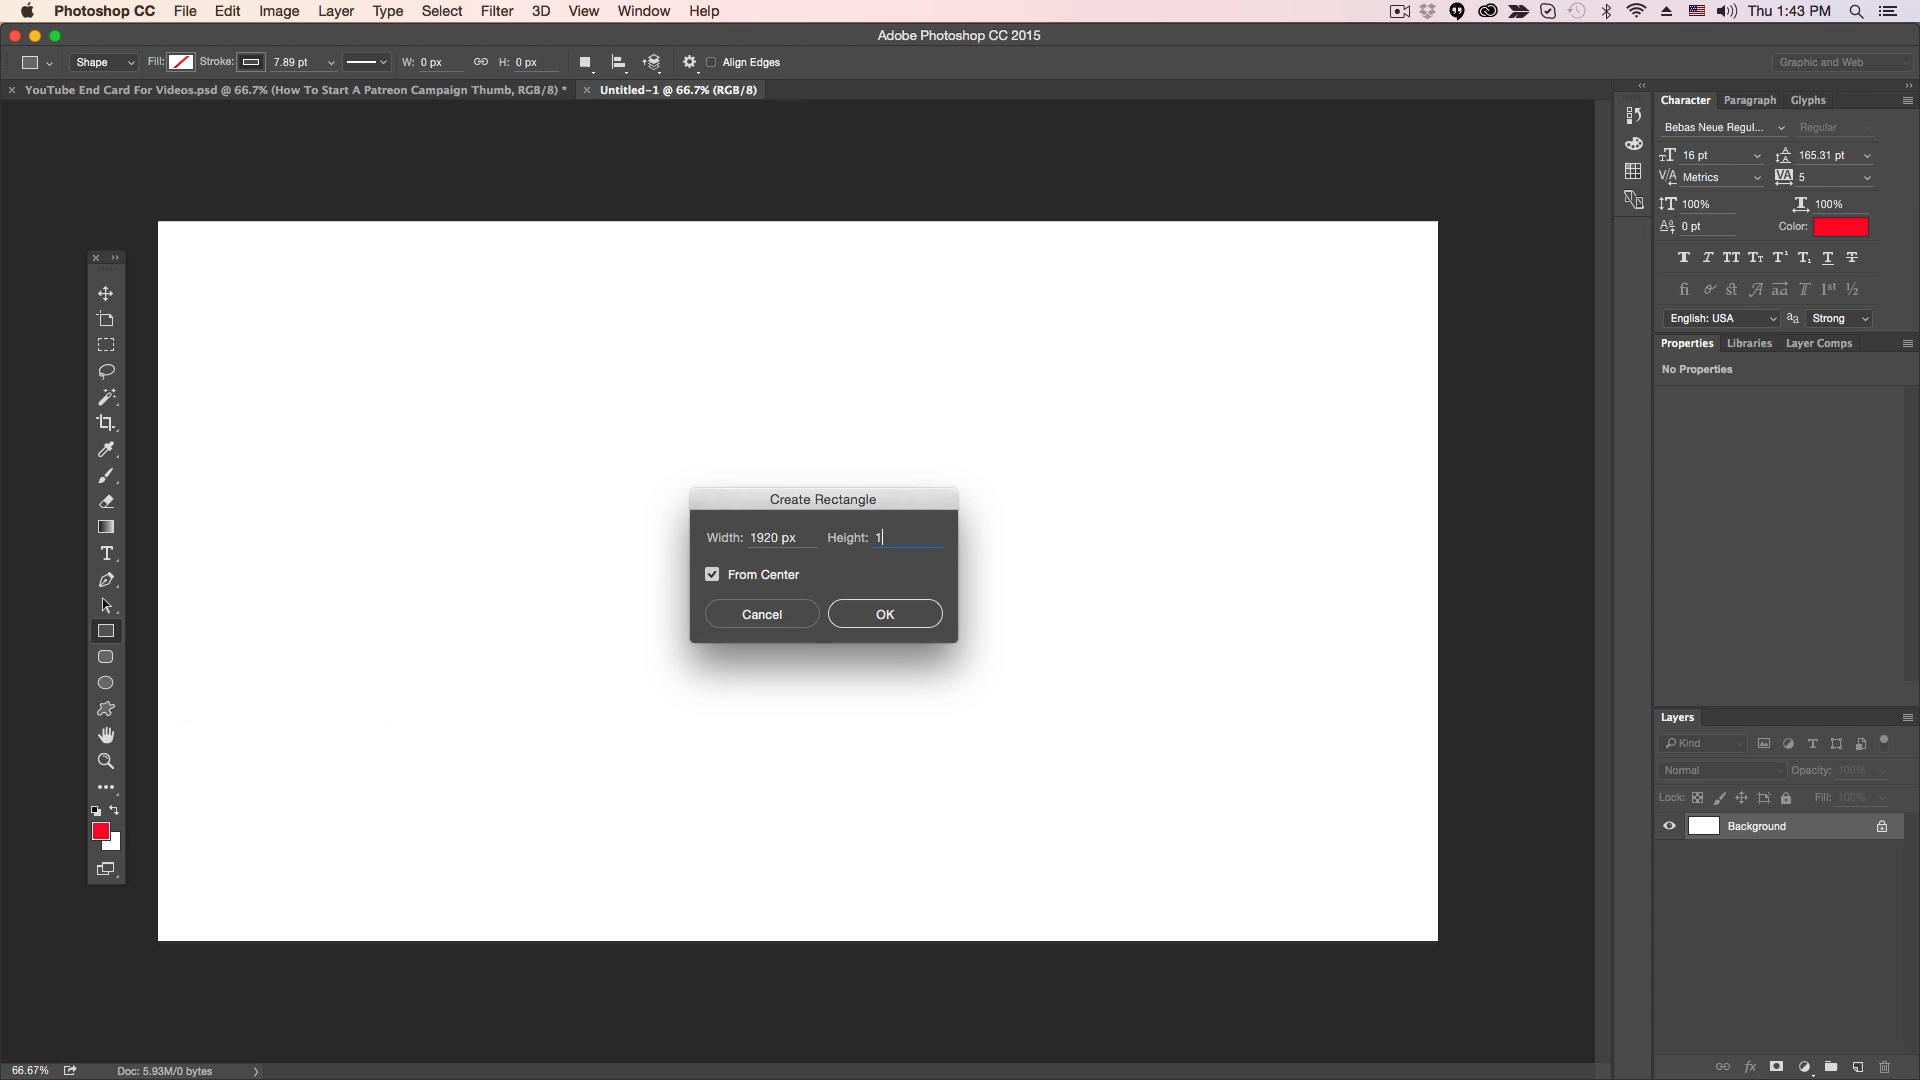 Photoshop CC File Edit Image Layer Type Select Filter 3D View Window Help Thu 1:43 PM
Adobe Photoshop CC 2015
Shape Fill: Stroke: 7.89 pt W: 0 px H: 0 px Align Edges Graphic and Web
YouTube End Card For Videos.psd @ 66.7% (How To Start A Patreon Campaign Thumb, RGB/8) * Untitled-1 @ 66.7% (RGB/8)
Character Paragraph Glyphs
Bebas Neue Regul... Regular
16 pt 165.31 pt
Metrics 5
100% 100%
0 pt Color:
English: USA Strong
Properties Libraries Layer Comps
No Properties
Create Rectangle
Width: 1920 px Height: 1
From Center
Cancel OK
Layers
Kind
Normal Opacity: 100%
Lock: Fill: 100%
Background
66.67% Doc: 5.93M/0 bytes